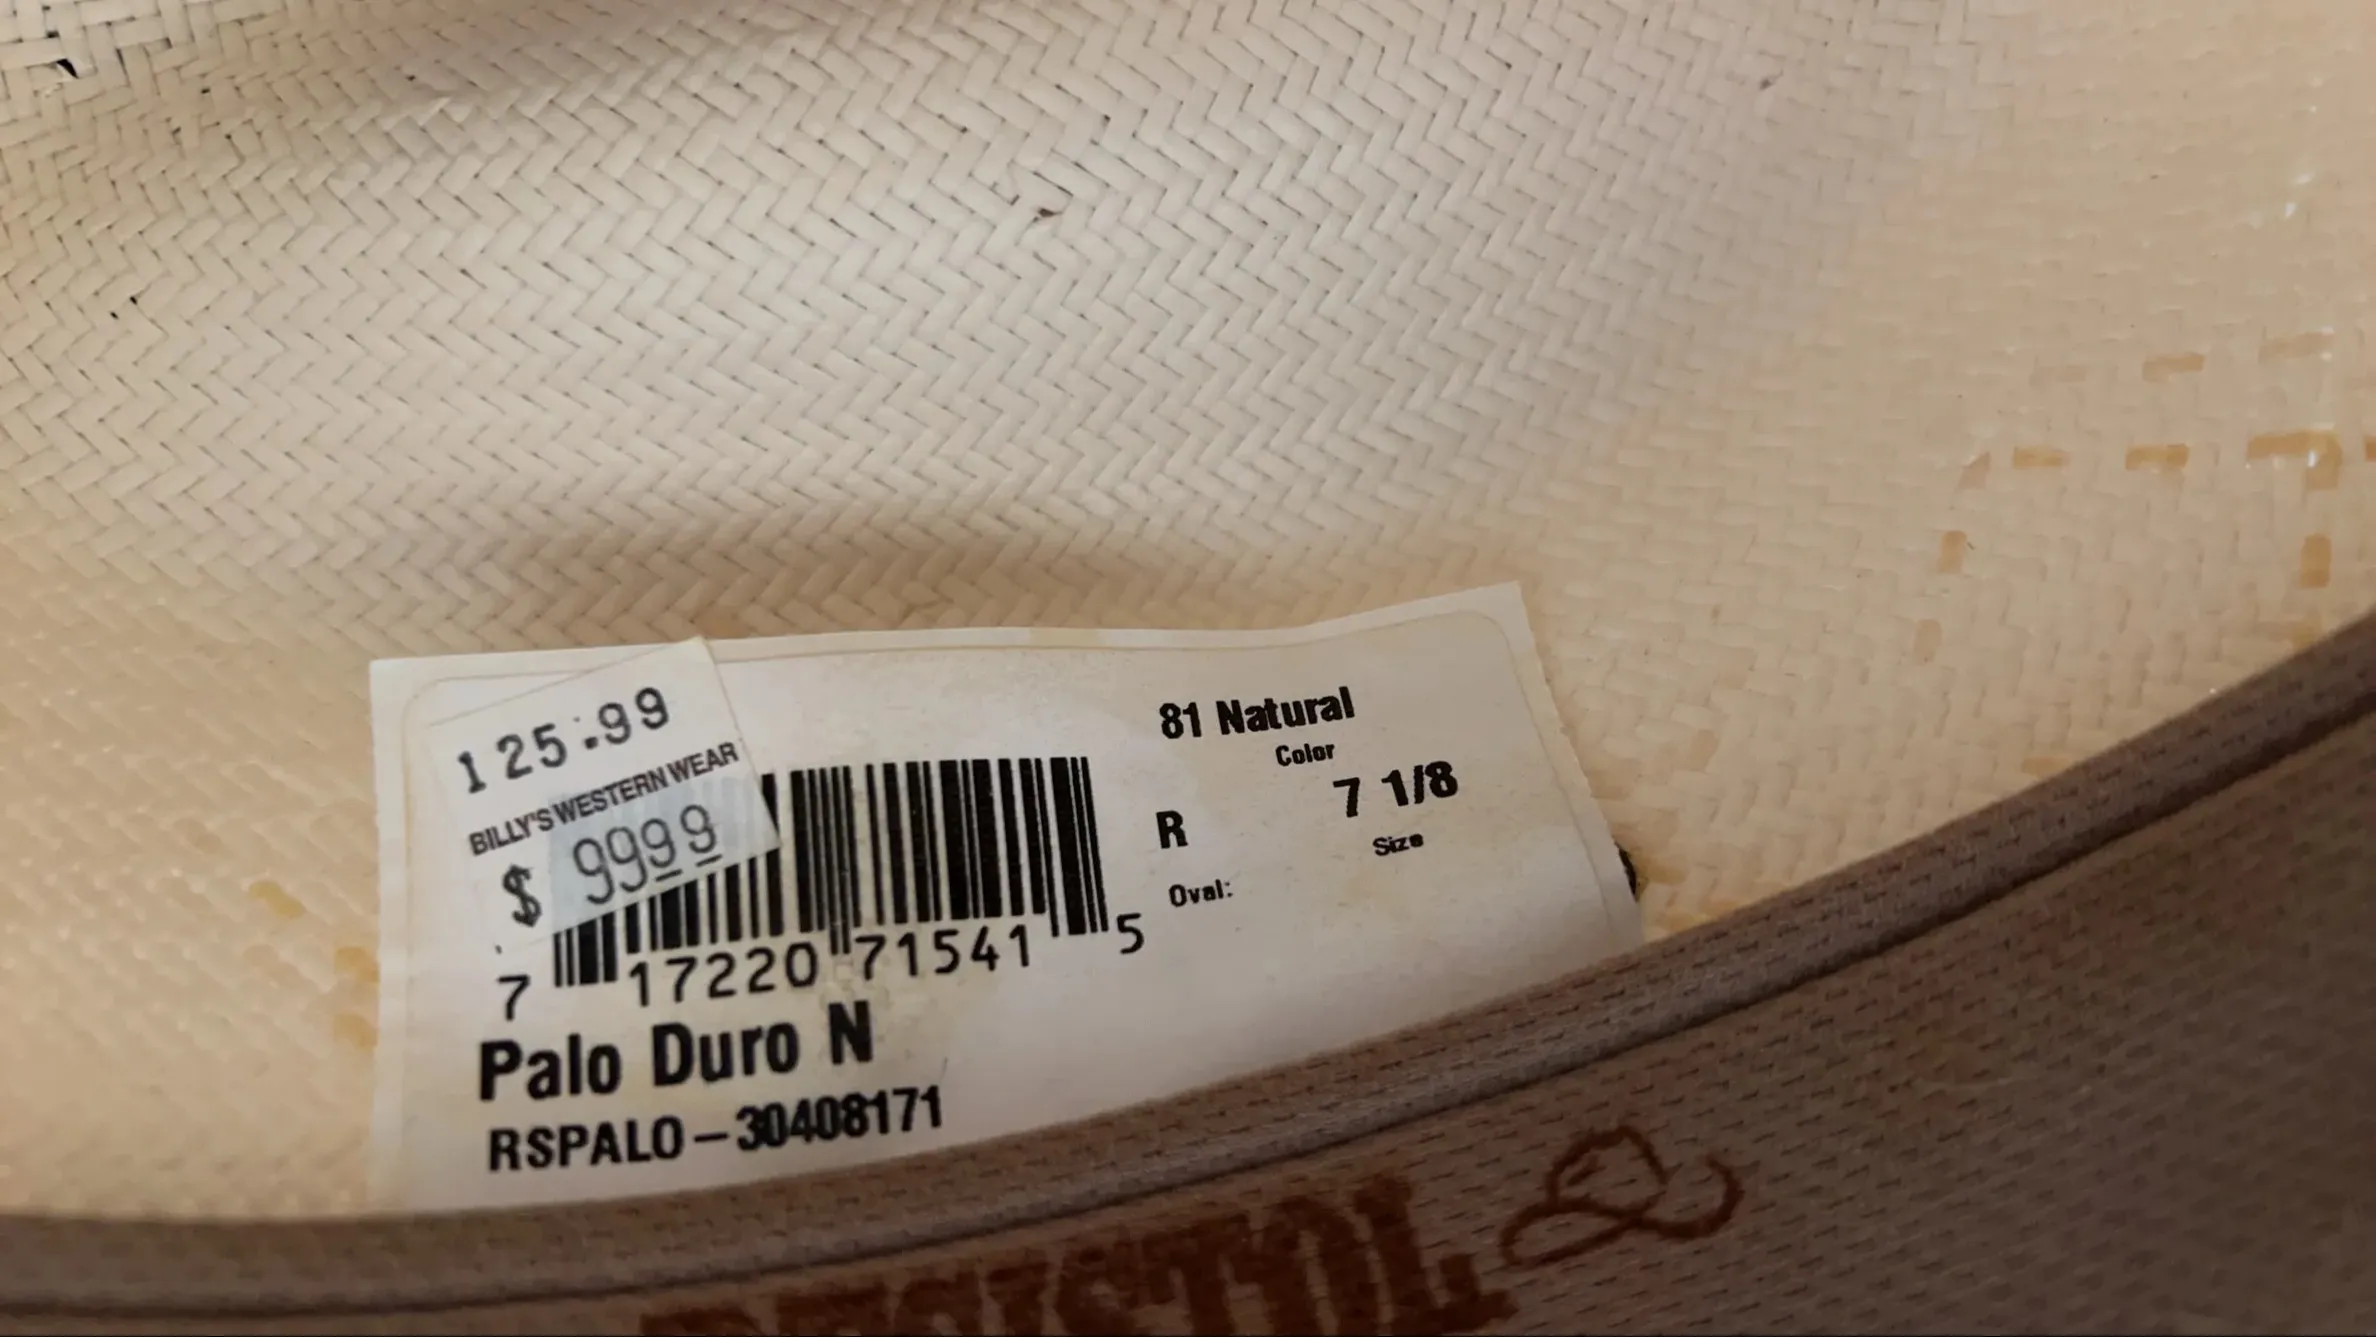 125.99
BILLY'S WESTERN WEAR
$ 9999
7 17220 71541 5
Palo Duro N
RSPALO-30408171
81 Natural
Color
R 7 1/8
Oval: Size
RESISTOL